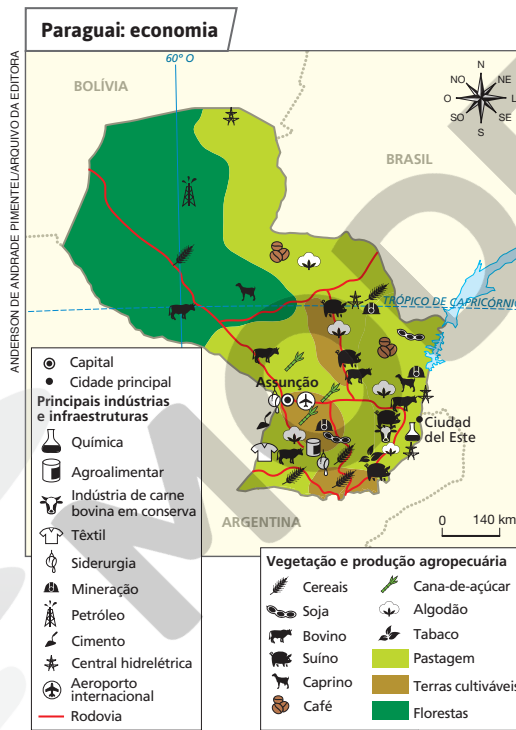 Paraguai: economia
ANDERSON DE ANDRADE PIMENTEL/ARQUIVO DA EDITORA
60° O
BOLÍVIA
N
NO
NE
O
L
SO
SE
S
BRASIL
TRÓPICO DE CAPRICÓRNIO
Assunção
Ciudad
del Este
ARGENTINA
0
140 km
Capital
Cidade principal
Principais indústrias
e infraestruturas
Química
Agroalimentar
Indústria de carne
bovina em conserva
Têxtil
Siderurgia
Mineração
Petróleo
Cimento
Central hidrelétrica
Aeroporto
internacional
Rodovia
Vegetação e produção agropecuária
Cereais
Soja
Bovino
Suíno
Caprino
Café
Cana-de-açúcar
Algodão
Tabaco
Pastagem
Terras cultiváveis
Florestas